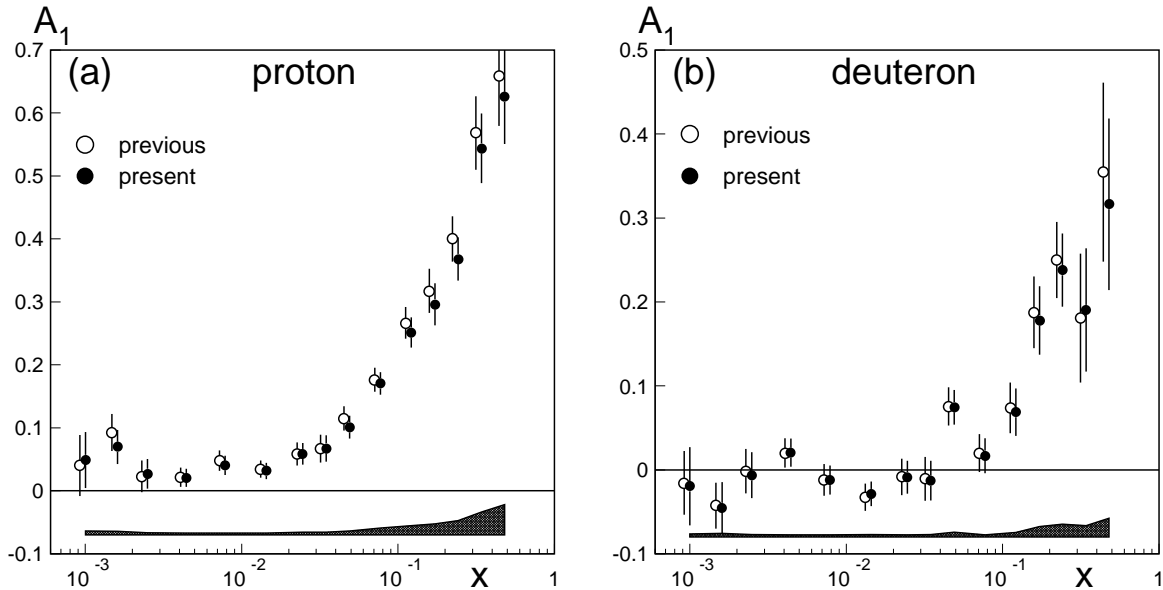 A₁
0.7
(a) proton
0.6
previous
present
0.5
0.4
0.3
0.2
0.1
0
-0.1
10⁻³ 10⁻² 10⁻¹ x 1
A₁
0.5
(b) deuteron
0.4
previous
present
0.3
0.2
0.1
0
-0.1
10⁻³ 10⁻² 10⁻¹ x 1